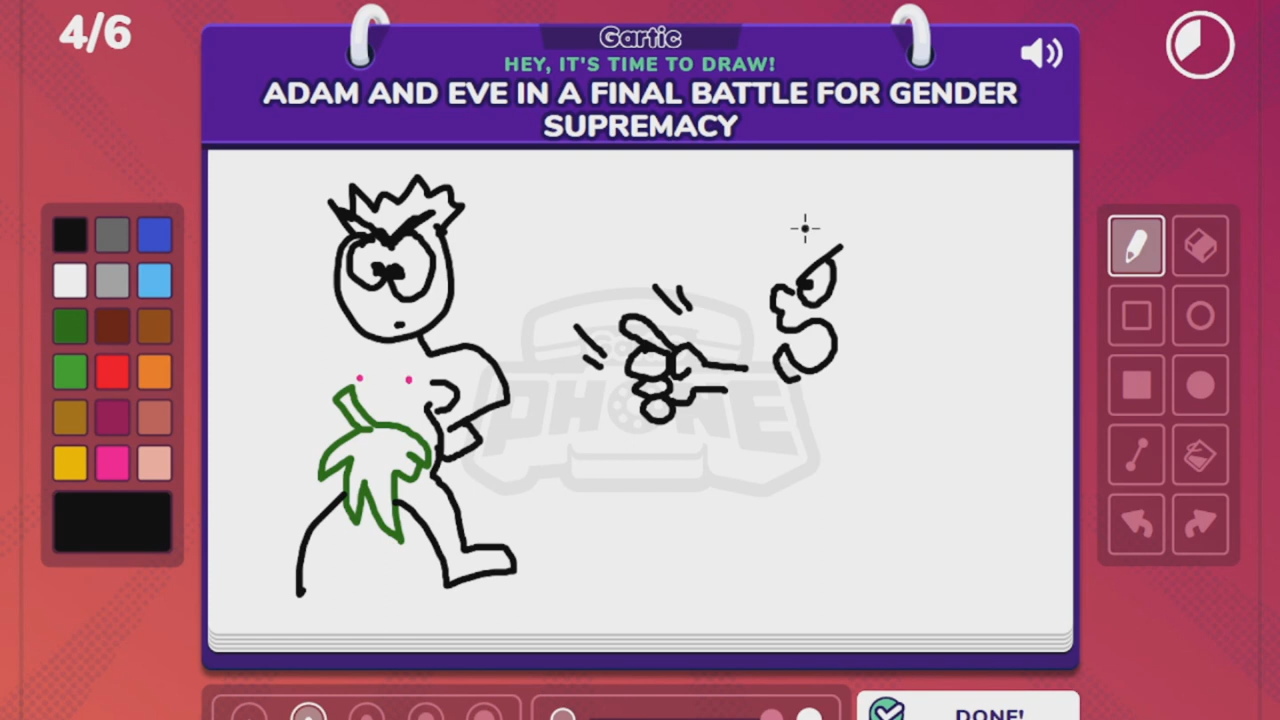 4/6
Gartic
HEY, IT'S TIME TO DRAW!
ADAM AND EVE IN A FINAL BATTLE FOR GENDER
SUPREMACY
PHONE
DONE!